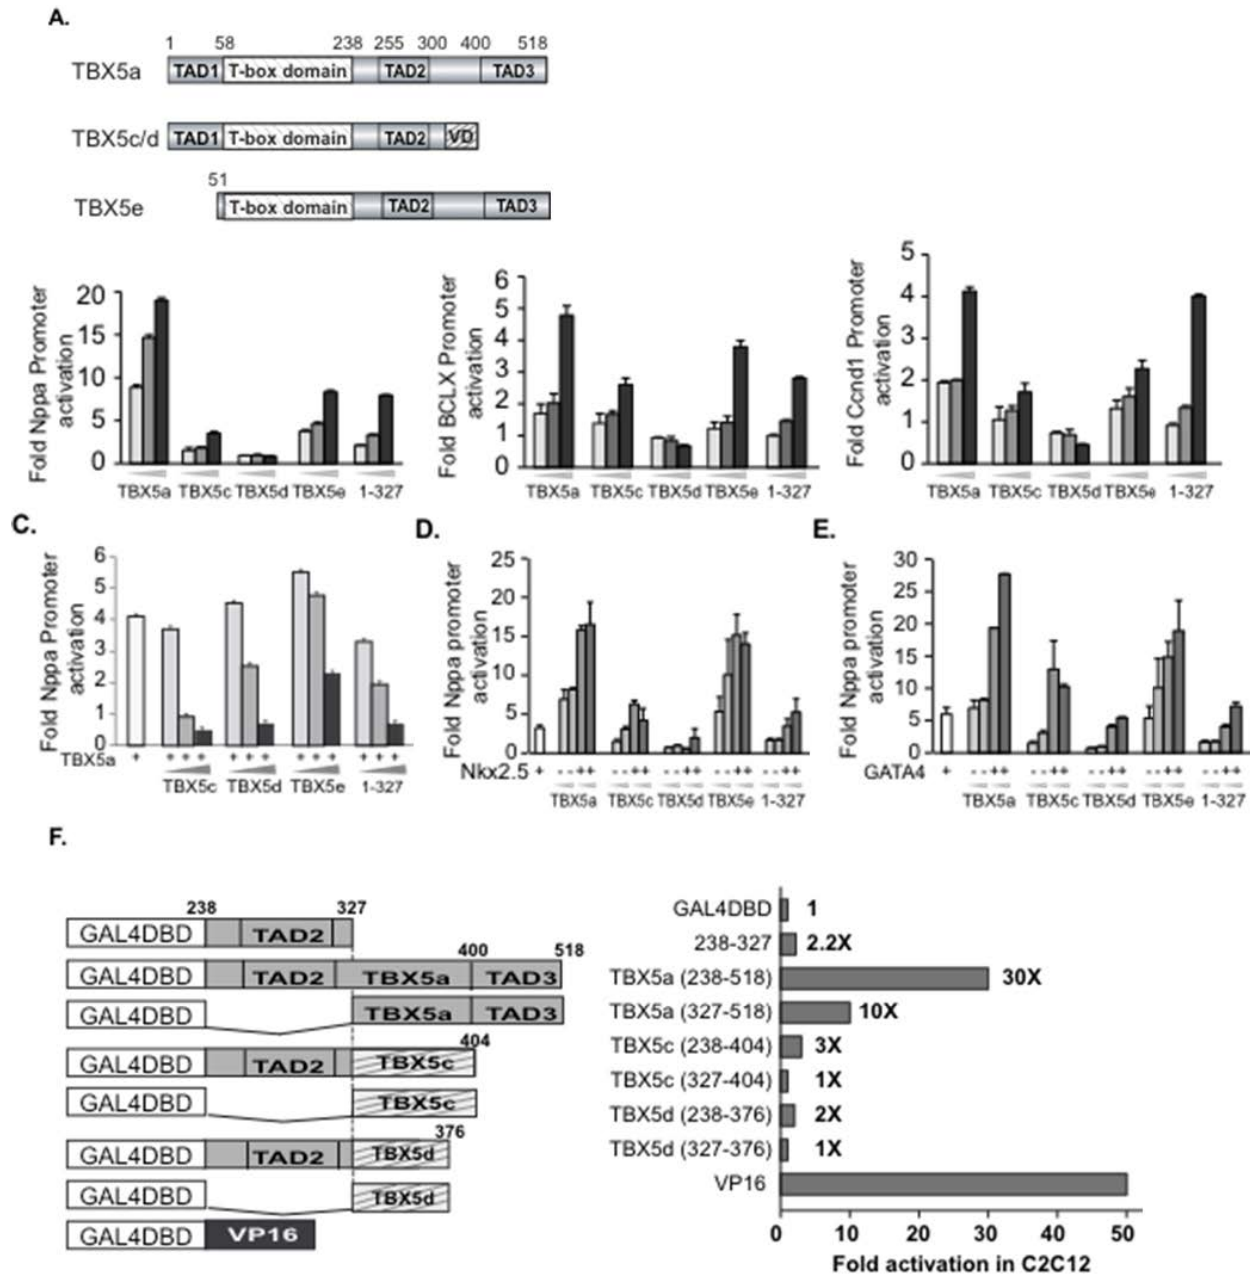 A.
1 58 238 255 300 400 518
TBX5a TAD1 T-box domain TAD2 TAD3
TBX5c/d TAD1 T-box domain TAD2 VD
51
TBX5e T-box domain TAD2 TAD3
Fold Nppa Promoter
activation
20
15
10
5
0
TBX5a TBX5c TBX5d TBX5e 1-327
Fold BCLX Promoter
activation
6
5
4
3
2
1
0
TBX5a TBX5c TBX5d TBX5e 1-327
Fold Ccnd1 Promoter
activation
5
4
3
2
1
0
TBX5a TBX5c TBX5d TBX5e 1-327
C.
Fold Nppa Promoter
activation
6
5
4
3
2
1
0
TBX5a + + + + + + + + + + + + +
TBX5c TBX5d TBX5e 1-327
D.
Fold Nppa promoter
activation
25
20
15
10
5
0
Nkx2.5 + - - + + - - + + - - + + - - + + - - + +
TBX5a TBX5c TBX5d TBX5e 1-327
E.
Fold Nppa promoter
activation
30
25
20
15
10
5
0
GATA4 + - - + + - - + + - - + + - - + + - - + +
TBX5a TBX5c TBX5d TBX5e 1-327
F.
238 327
GAL4DBD TAD2
400 518
GAL4DBD TAD2 TBX5a TAD3
GAL4DBD TBX5a TAD3
404
GAL4DBD TAD2 TBX5c
GAL4DBD TBX5c
376
GAL4DBD TAD2 TBX5d
GAL4DBD TBX5d
GAL4DBD VP16
GAL4DBD 1
238-327 2.2X
TBX5a (238-518) 30X
TBX5a (327-518) 10X
TBX5c (238-404) 3X
TBX5c (327-404) 1X
TBX5d (238-376) 2X
TBX5d (327-376) 1X
VP16
0 10 20 30 40 50
Fold activation in C2C12